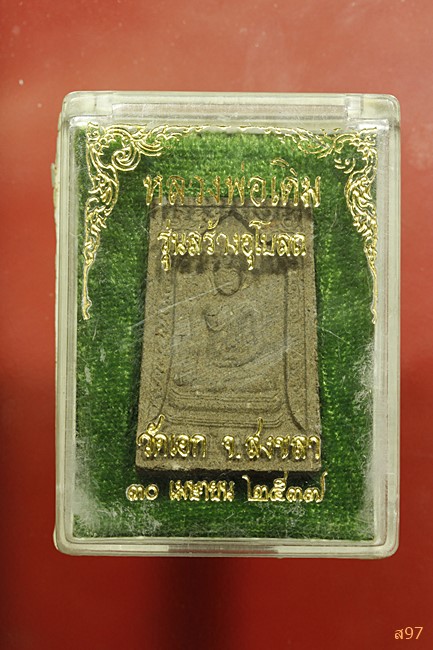 หลวงพ่อเดิม
รุ่นสร้างอุโบสถ
วัดเอก จ.สงขลา
๓๐ เมษายน ๒๕๓๗
ส97